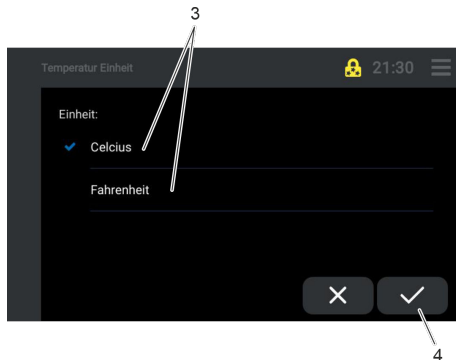 3
Temperatur Einheit 21:30
Einheit:
Celcius
Fahrenheit
4